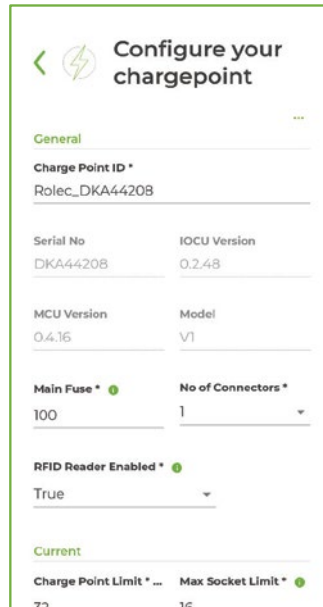 Configure your
chargepoint
...
General
Charge Point ID *
Rolec_DKA44208
Serial No IOCU Version
DKA44208 0.2.48
MCU Version Model
0.4.16 V1
Main Fuse * No of Connectors *
100 1
RFID Reader Enabled *
True
Current
Charge Point Limit * ... Max Socket Limit *
32 16